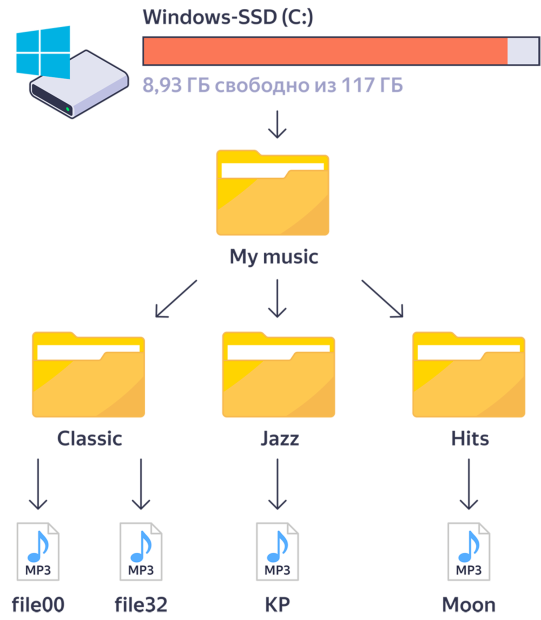 Windows-SSD (C:)
8,93 ГБ свободно из 117 ГБ
My music
Classic
Jazz
Hits
MP3
MP3
MP3
MP3
file00
file32
KP
Moon